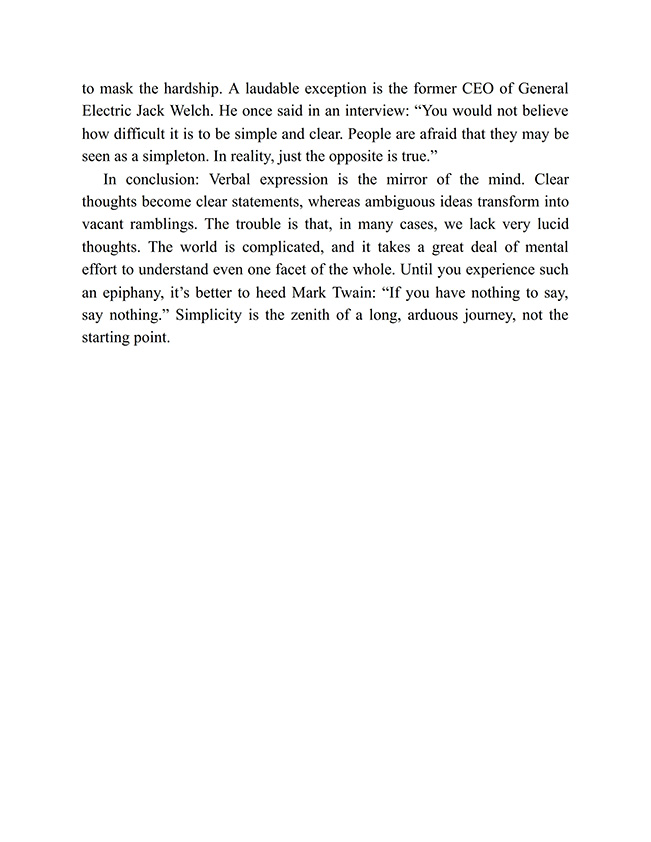 to mask the hardship. A laudable exception is the former CEO of General
Electric Jack Welch. He once said in an interview: “You would not believe
how difficult it is to be simple and clear. People are afraid that they may be
seen as a simpleton. In reality, just the opposite is true.”
In conclusion: Verbal expression is the mirror of the mind. Clear
thoughts become clear statements, whereas ambiguous ideas transform into
vacant ramblings. The trouble is that, in many cases, we lack very lucid
thoughts. The world is complicated, and it takes a great deal of mental
effort to understand even one facet of the whole. Until you experience such
an epiphany, it’s better to heed Mark Twain: “If you have nothing to say,
say nothing.” Simplicity is the zenith of a long, arduous journey, not the
starting point.